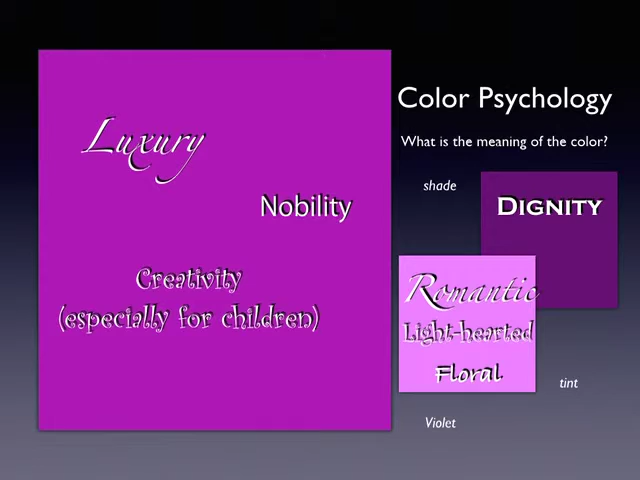 Color Psychology
What is the meaning of the color?
Luxury
Nobility
Creativity
(especially for children)
shade
DIGNITY
Romantic
Light-hearted
Floral
tint
Violet